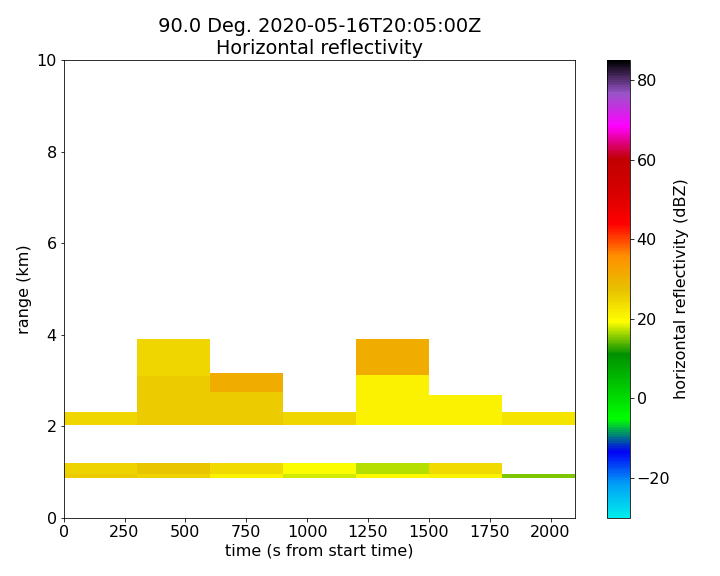 90.0 Deg. 2020-05-16T20:05:00Z
Horizontal reflectivity
10
8
6
4
2
0
range (km)
0 250 500 750 1000 1250 1500 1750 2000
time (s from start time)
80
60
40
20
0
−20
horizontal reflectivity (dBZ)